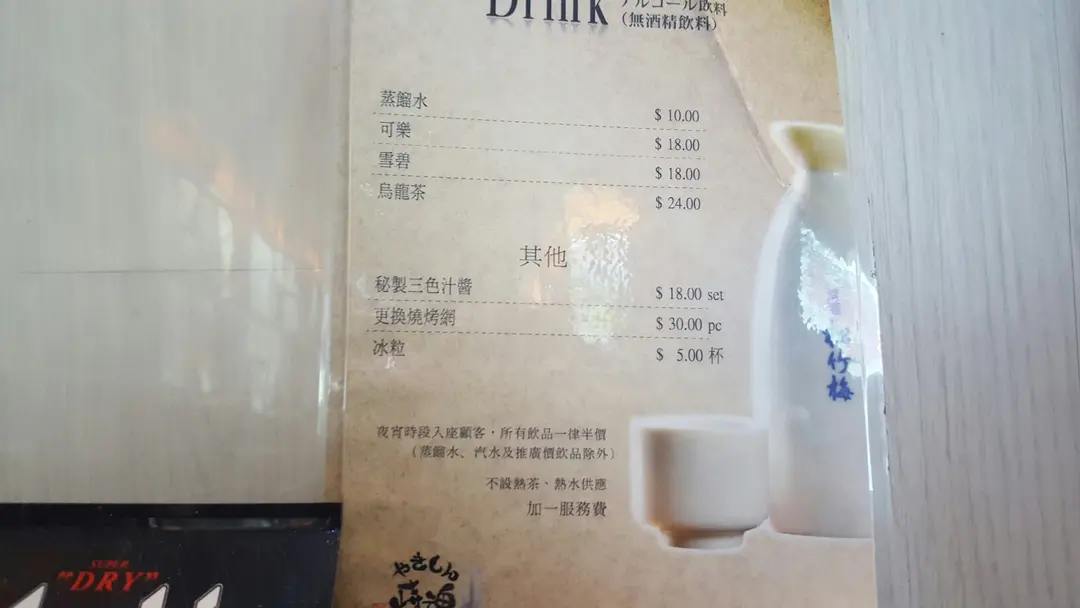 Drink
アルコール飲料
（無酒精飲料）
蒸餾水 $ 10.00
可樂 $ 18.00
雪碧 $ 18.00
烏龍茶 $ 24.00
其他
秘製三色汁醬 $ 18.00 set
更換燒烤網 $ 30.00 pc
冰粒 $ 5.00 杯
竹梅
夜宵時段入座顧客，所有飲品一律半價
（蒸餾水、汽水及推廣價飲品除外）
不設熱茶、熱水供應
加一服務費
SUPER
"DRY"